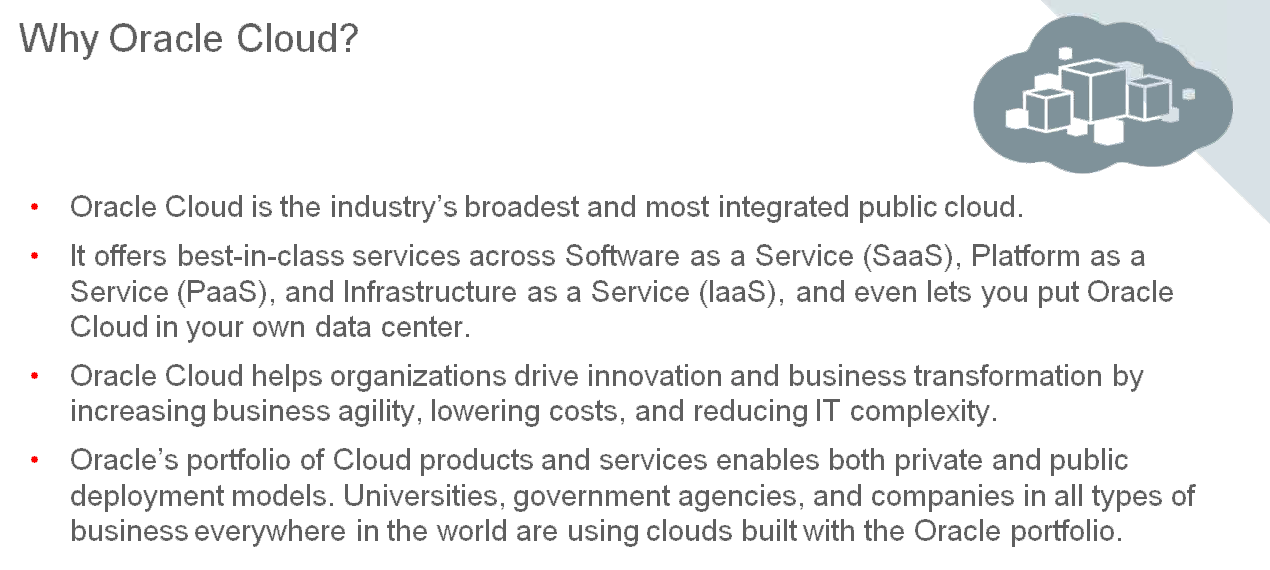 Why Oracle Cloud?
• Oracle Cloud is the industry’s broadest and most integrated public cloud.
• It offers best-in-class services across Software as a Service (SaaS), Platform as a
Service (PaaS), and Infrastructure as a Service (IaaS), and even lets you put Oracle
Cloud in your own data center.
• Oracle Cloud helps organizations drive innovation and business transformation by
increasing business agility, lowering costs, and reducing IT complexity.
• Oracle’s portfolio of Cloud products and services enables both private and public
deployment models. Universities, government agencies, and companies in all types of
business everywhere in the world are using clouds built with the Oracle portfolio.